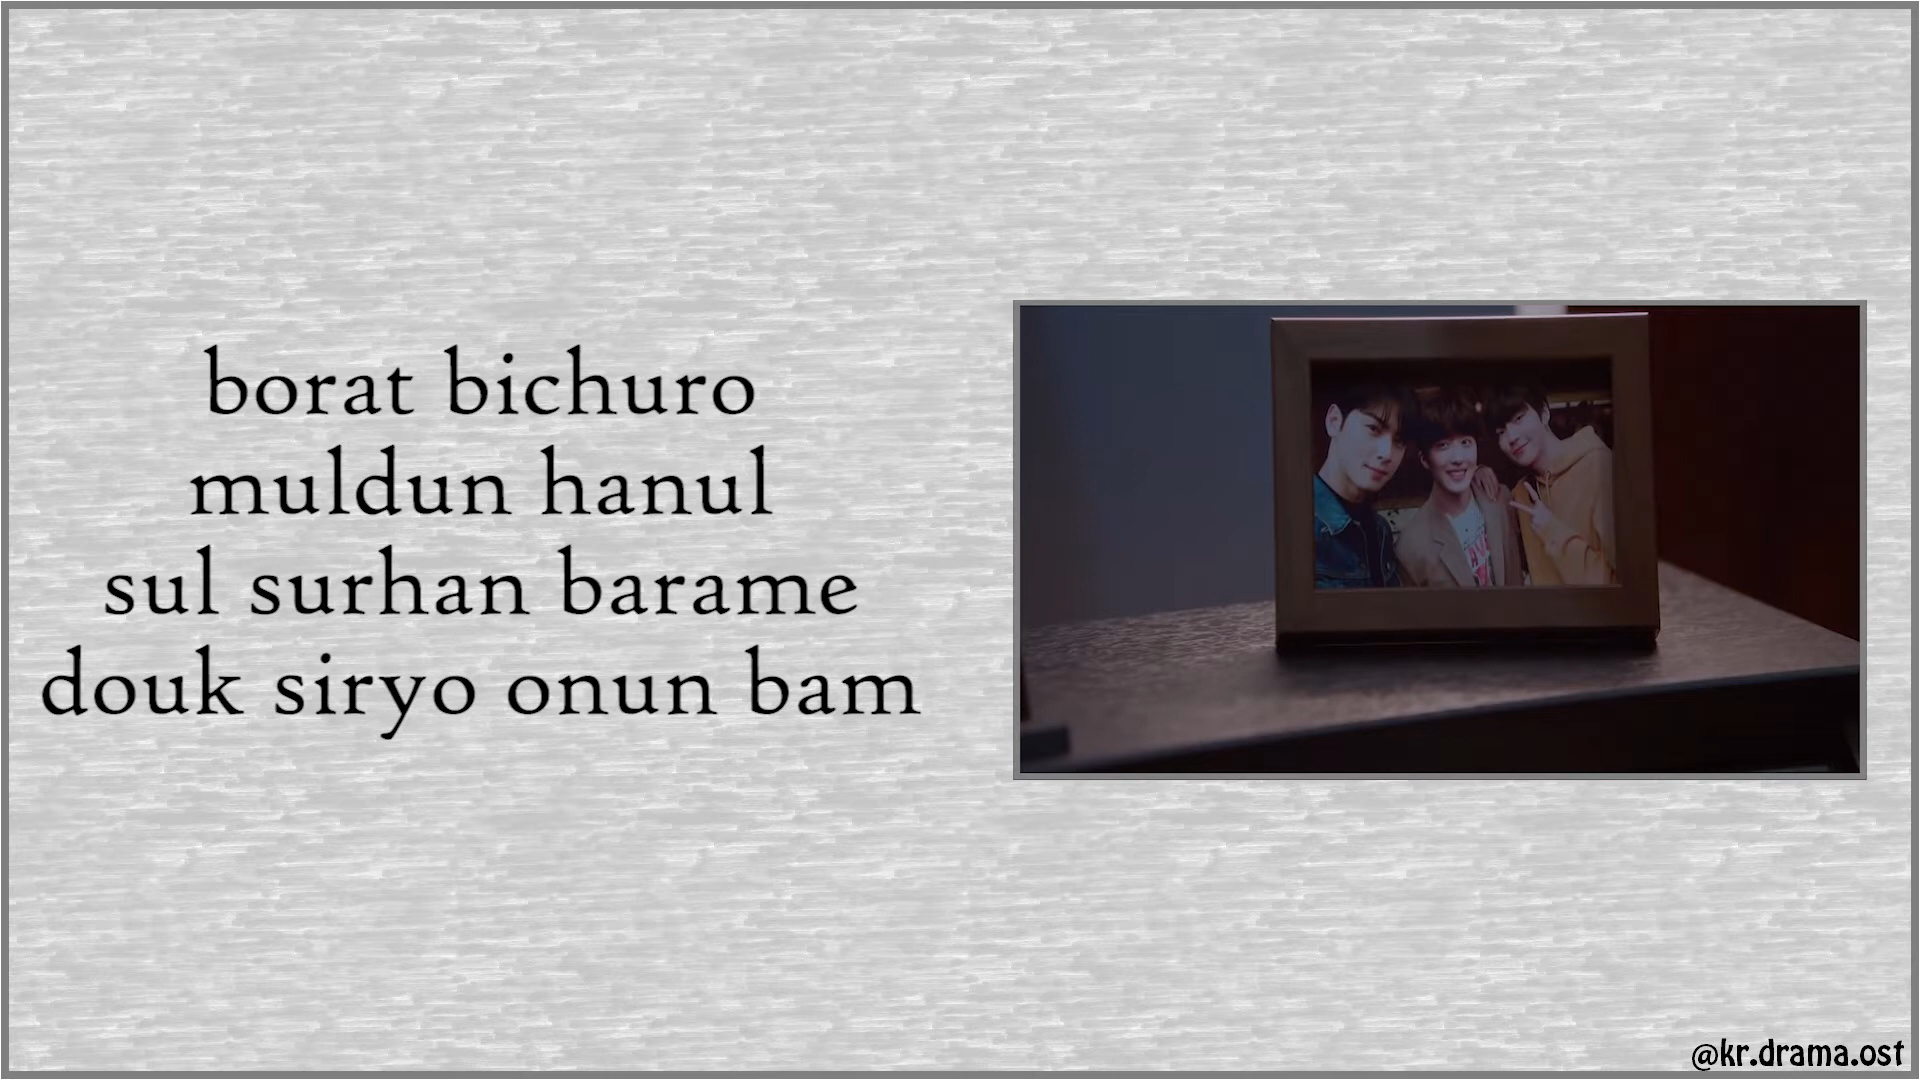 borat bichuro
muldun hanul
sul surhan barame
douk siryo onun bam
@kr.drama.ost